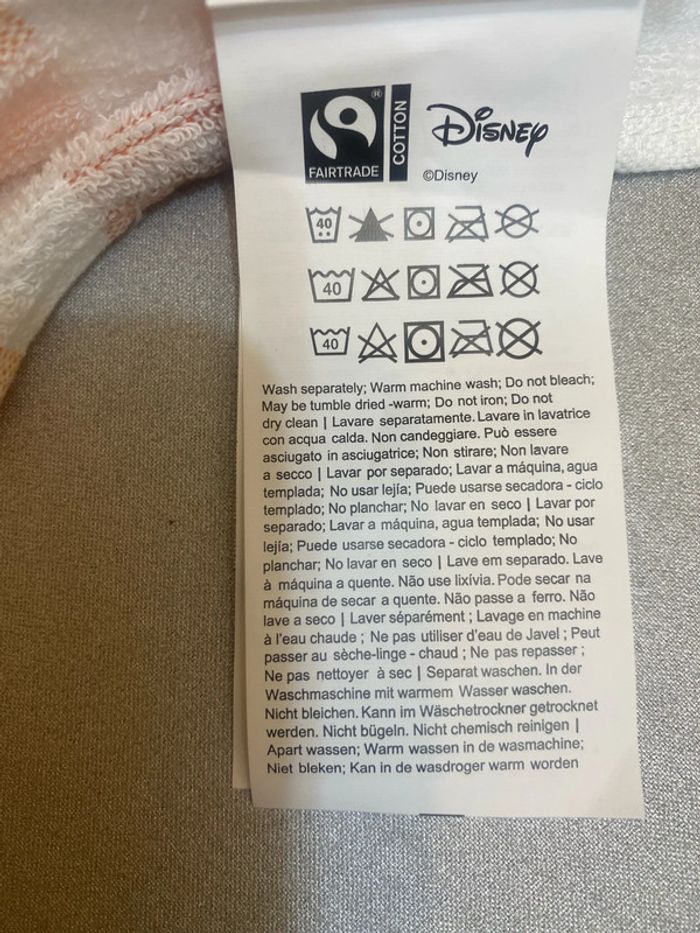 FAIRTRADE ®
COTTON
Disney
©Disney
40
40
40
Wash separately; Warm machine wash; Do not bleach;
May be tumble dried -warm; Do not iron; Do not
dry clean | Lavare separatamente. Lavare in lavatrice
con acqua calda. Non candeggiare. Può essere
asciugato in asciugatrice; Non stirare; Non lavare
a secco | Lavar por separado; Lavar a máquina, agua
templada; No usar lejía; Puede usarse secadora - ciclo
templado; No planchar; No lavar en seco | Lavar por
separado; Lavar a máquina, agua templada; No usar
lejía; Puede usarse secadora - ciclo templado; No
planchar; No lavar en seco | Lave em separado. Lave
à máquina a quente. Não use lixívia. Pode secar na
máquina de secar a quente. Não passe a ferro. Não
lave a seco | Laver séparément ; Lavage en machine
à l'eau chaude ; Ne pas utiliser d'eau de Javel ; Peut
passer au sèche-linge - chaud ; Ne pas repasser ;
Ne pas nettoyer à sec | Separat waschen. In der
Waschmaschine mit warmem Wasser waschen.
Nicht bleichen. Kann im Wäschetrockner getrocknet
werden. Nicht bügeln. Nicht chemisch reinigen |
Apart wassen; Warm wassen in de wasmachine;
Niet bleken; Kan in de wasdroger warm worden